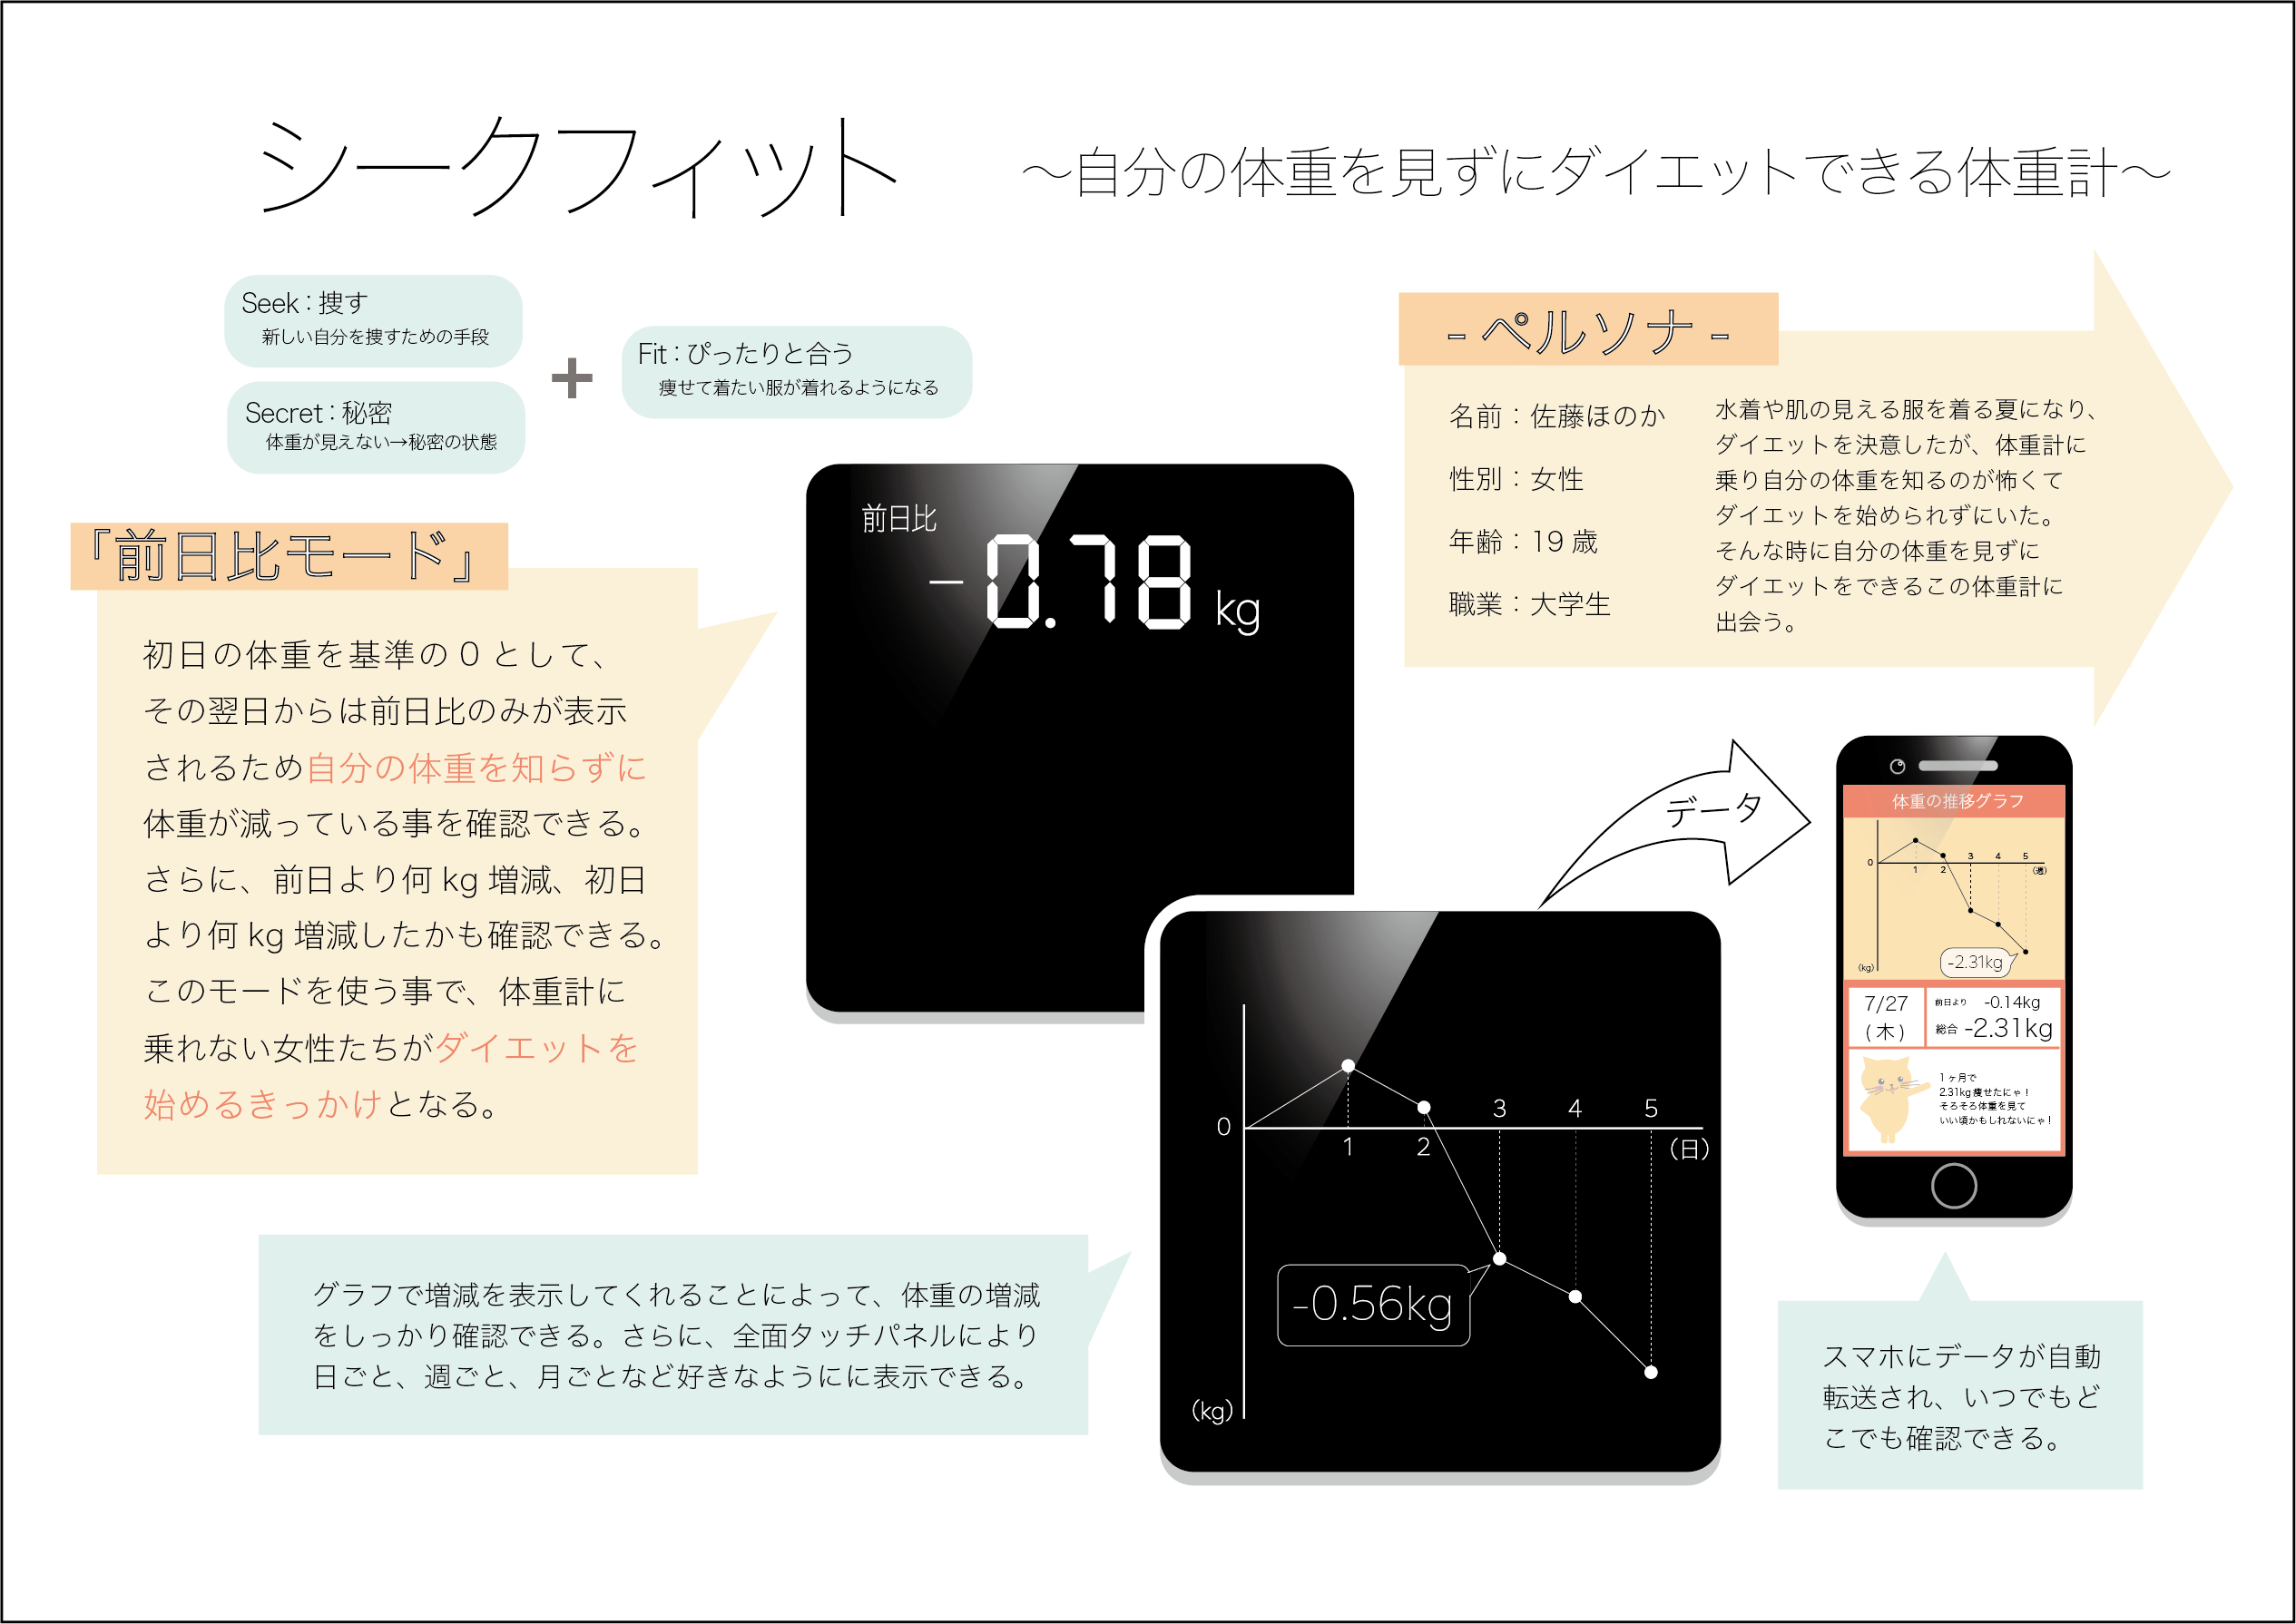 シークフィット
～自分の体重を見ずにダイエットできる体重計～
Seek：捜す
新しい自分を捜すための手段
Secret：秘密
体重が見えない→秘密の状態
+
Fit：ぴったりと合う
痩せて着たい服が着れるようになる
- ペルソナ -
名前：佐藤ほのか
性別：女性
年齢：19 歳
職業：大学生
水着や肌の見える服を着る夏になり、
ダイエットを決意したが、体重計に
乗り自分の体重を知るのが怖くて
ダイエットを始められずにいた。
そんな時に自分の体重を見ずに
ダイエットをできるこの体重計に
出会う。
「前日比モード」
初日の体重を基準の 0 として、
その翌日からは前日比のみが表示
されるため自分の体重を知らずに
体重が減っている事を確認できる。
さらに、前日より何 kg 増減、初日
より何 kg 増減したかも確認できる。
このモードを使う事で、体重計に
乗れない女性たちがダイエットを
始めるきっかけとなる。
前日比
-0.78 kg
データ
0
1
2
3
4
5
(日)
-0.56kg
(kg)
グラフで増減を表示してくれることによって、体重の増減
をしっかり確認できる。さらに、全面タッチパネルにより
日ごと、週ごと、月ごとなど好きなようにに表示できる。
体重の推移グラフ
0
1
2
3
4
5
(週)
-2.31kg
(kg)
7/27
(木)
前日より -0.14kg
総合 -2.31kg
1ヶ月で
2.31kg痩せたにゃ！
そろそろ体重を見て
いい頃かもしれないにゃ！
スマホにデータが自動
転送され、いつでもど
こでも確認できる。